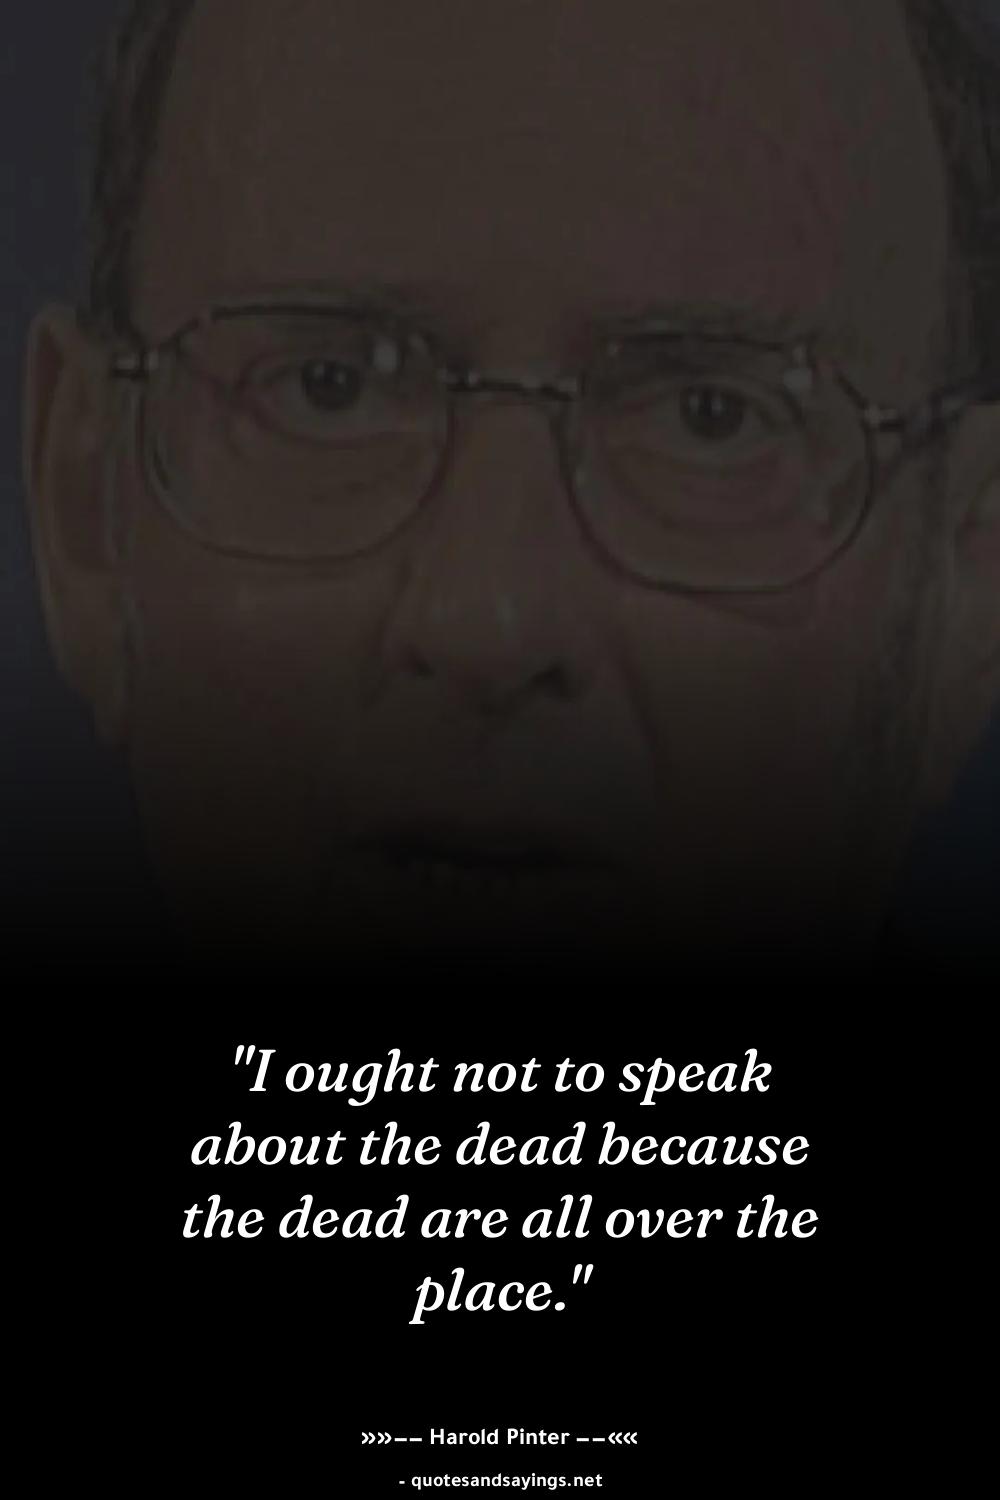 "I ought not to speak
about the dead because
the dead are all over the
place."
»»–– Harold Pinter ––««
- quotesandsayings.net